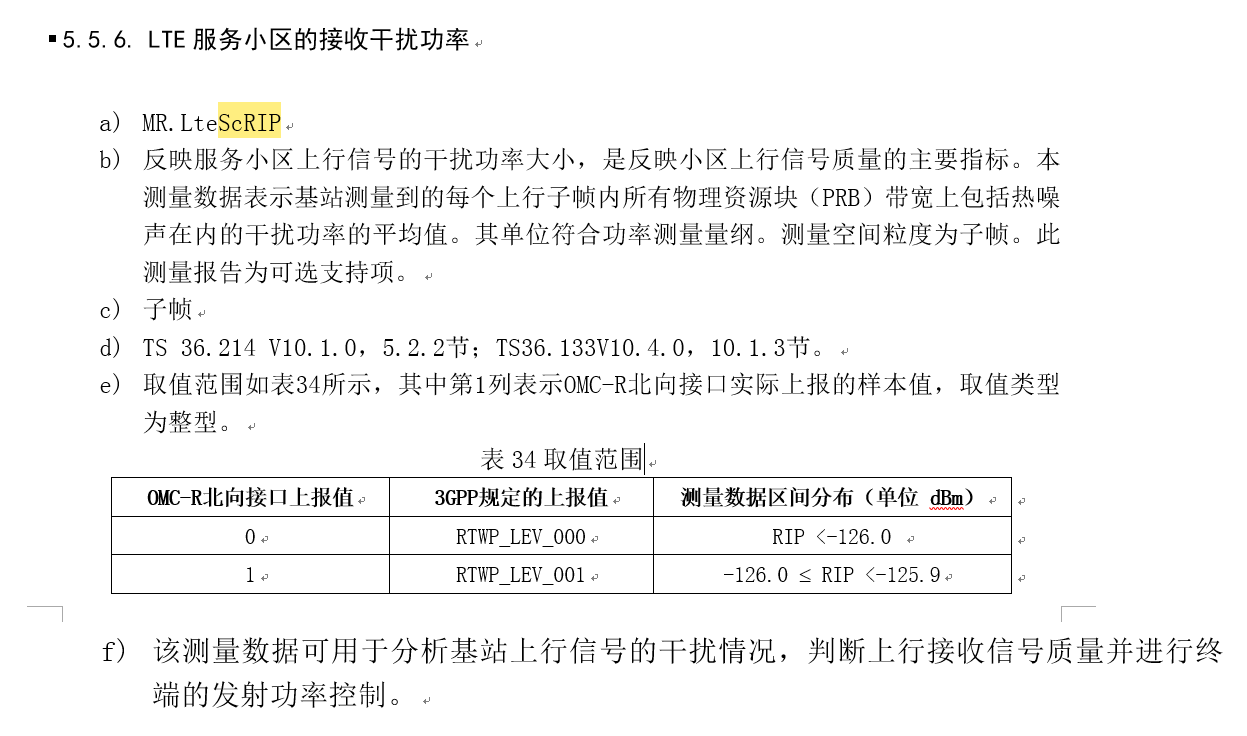 5.5.6. LTE 服务小区的接收干扰功率
a) MR.LteScRIP
b) 反映服务小区上行信号的干扰功率大小，是反映小区上行信号质量的主要指标。本
测量数据表示基站测量到的每个上行子帧内所有物理资源块（PRB）带宽上包括热噪
声在内的干扰功率的平均值。其单位符合功率测量量纲。测量空间粒度为子帧。此
测量报告为可选支持项。
c) 子帧
d) TS 36.214 V10.1.0，5.2.2节；TS36.133V10.4.0，10.1.3节。
e) 取值范围如表34所示，其中第1列表示OMC-R北向接口实际上报的样本值，取值类型
为整型。
表 34 取值范围
OMC-R北向接口上报值 3GPP规定的上报值 测量数据区间分布（单位 dBm）
0 RTWP_LEV_000 RIP <-126.0
1 RTWP_LEV_001 -126.0 ≤ RIP <-125.9
f) 该测量数据可用于分析基站上行信号的干扰情况，判断上行接收信号质量并进行终
端的发射功率控制。